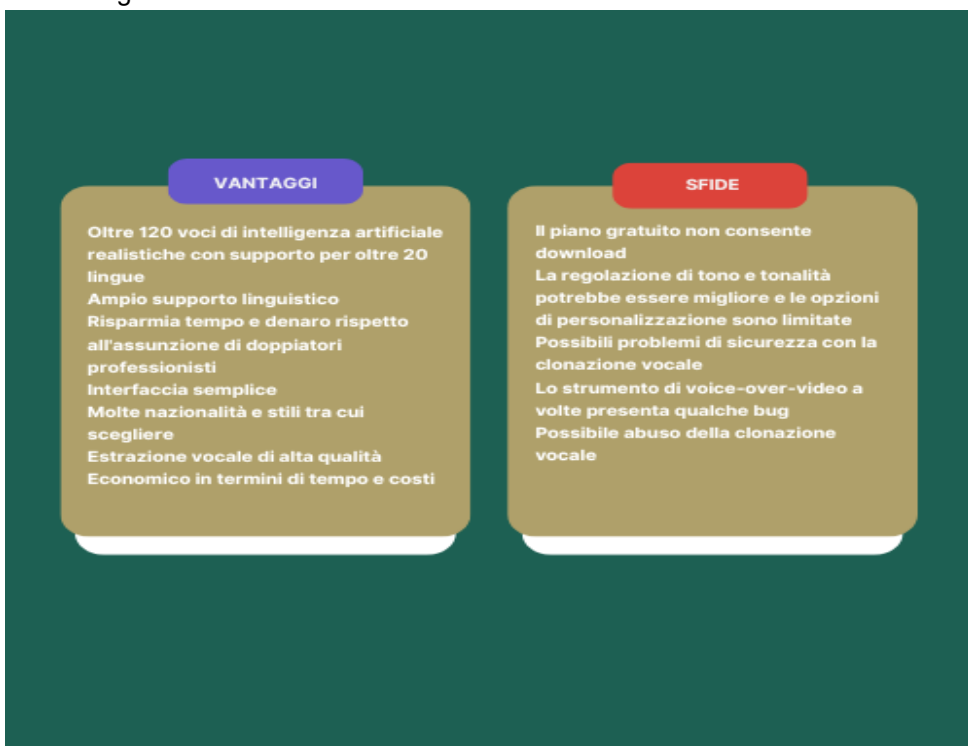 VANTAGGI
Oltre 120 voci di intelligenza artificiale
realistiche con supporto per oltre 20
lingue
Ampio supporto linguistico
Risparmia tempo e denaro rispetto
all'assunzione di doppiatori
professionisti
Interfaccia semplice
Molte nazionalità e stili tra cui
scegliere
Estrazione vocale di alta qualità
Economico in termini di tempo e costi
SFIDE
Il piano gratuito non consente
download
La regolazione di tono e tonalità
potrebbe essere migliore e le opzioni
di personalizzazione sono limitate
Possibili problemi di sicurezza con la
clonazione vocale
Lo strumento di voice-over-video a
volte presenta qualche bug
Possibile abuso della clonazione
vocale